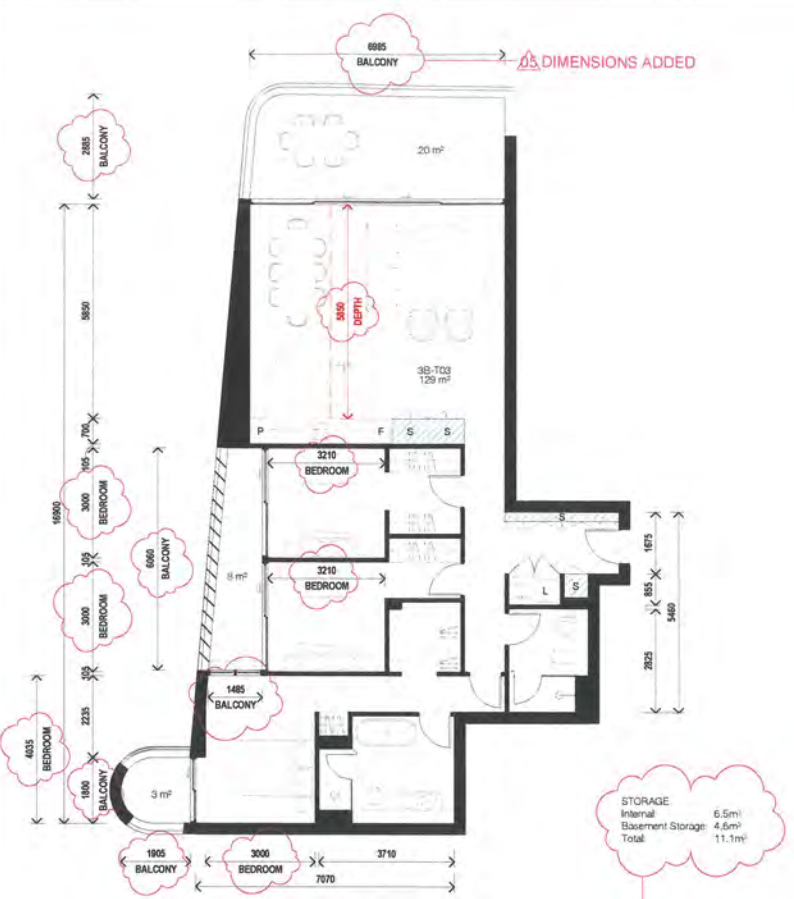 6985
BALCONY
05 DIMENSIONS ADDED
2885
BALCONY
20 m²
16900
5850
5850
DEPTH
3B-T03
129 m²
700
P
F
S
S
105
3210
BEDROOM
3000
BEDROOM
6060
BALCONY
S
1675
105
8 m²
3210
BEDROOM
L
S
855
5460
3000
BEDROOM
2825
105
1485
BALCONY
2235
4035
BEDROOM
1800
BALCONY
3 m²
STORAGE
Internal 6.5m²
Basement Storage: 4.6m²
Total: 11.1m²
1905
BALCONY
3000
BEDROOM
3710
7070